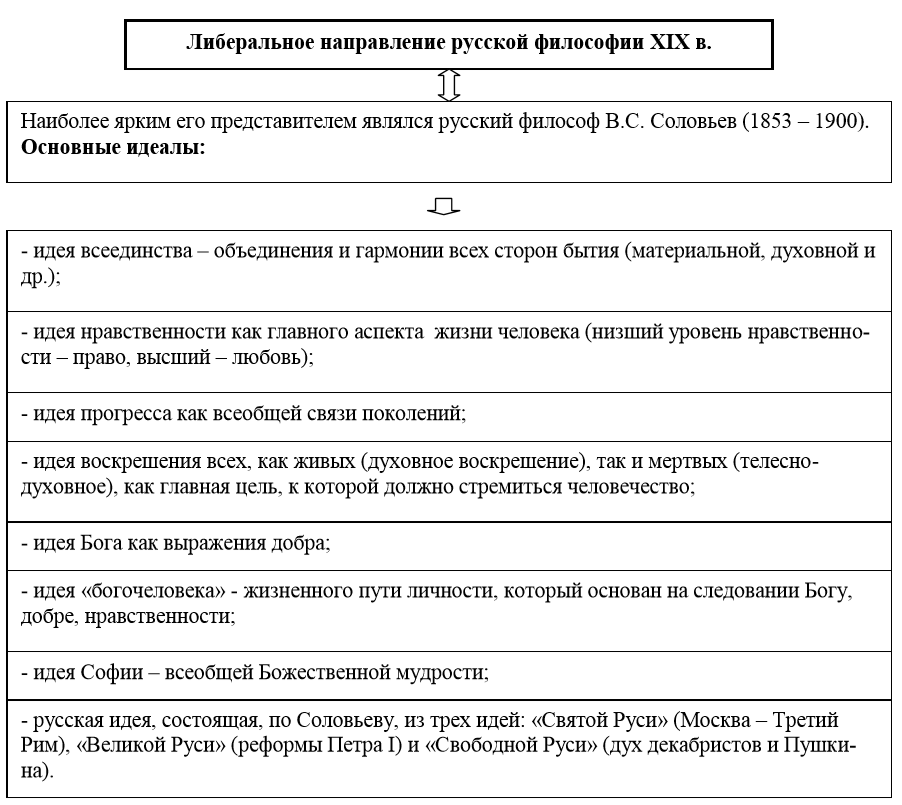 Либеральное направление русской философии XIX в.
Наиболее ярким его представителем являлся русский философ В.С. Соловьев (1853 – 1900).
Основные идеалы:
- идея всеединства – объединения и гармонии всех сторон бытия (материальной, духовной и
др.);
- идея нравственности как главного аспекта  жизни человека (низший уровень нравственно-
сти – право, высший – любовь);
- идея прогресса как всеобщей связи поколений;
- идея воскрешения всех, как живых (духовное воскрешение), так и мертвых (телесно-
духовное), как главная цель, к которой должно стремиться человечество;
- идея Бога как выражения добра;
- идея «богочеловека» - жизненного пути личности, который основан на следовании Богу,
добре, нравственности;
- идея Софии – всеобщей Божественной мудрости;
- русская идея, состоящая, по Соловьеву, из трех идей: «Святой Руси» (Москва – Третий
Рим), «Великой Руси» (реформы Петра I) и «Свободной Руси» (дух декабристов и Пушки-
на).